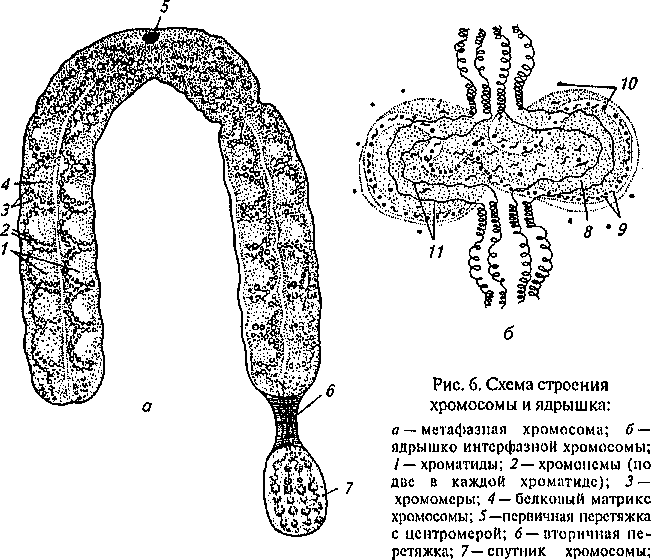 5
4
3
2
1
а
6
7
10
8
9
11
б
Рис. 6. Схема строения
хромосомы и ядрышка:
а — метафазная хромосома; б —
ядрышко интерфазной хромосомы;
1 — хроматиды; 2 — хромонемы (по
две в каждой хроматиде); 3 —
хромомеры; 4 — белковый матрикс
хромосомы; 5 — первичная перетяжка
с центромерой; 6 — вторичная пе-
ретяжка; 7 — спутник хромосомы;